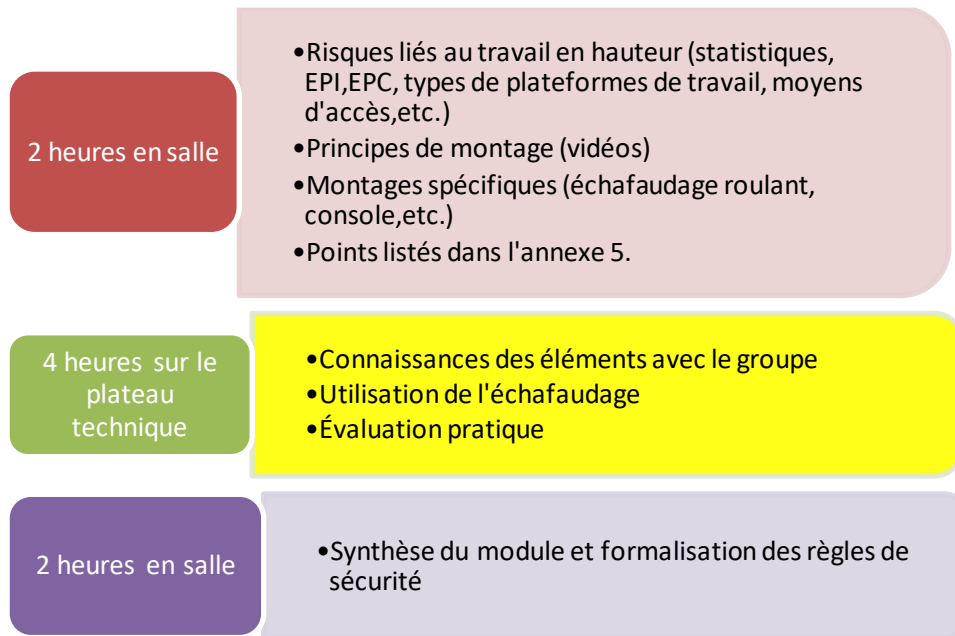 2 heures en salle
•Risques liés au travail en hauteur (statistiques,
EPI,EPC, types de plateformes de travail, moyens
d'accès,etc.)
•Principes de montage (vidéos)
•Montages spécifiques (échafaudage roulant,
console,etc.)
•Points listés dans l'annexe 5.
4 heures sur le
plateau
technique
•Connaissances des éléments avec le groupe
•Utilisation de l'échafaudage
•Évaluation pratique
2 heures en salle
•Synthèse du module et formalisation des règles de
sécurité